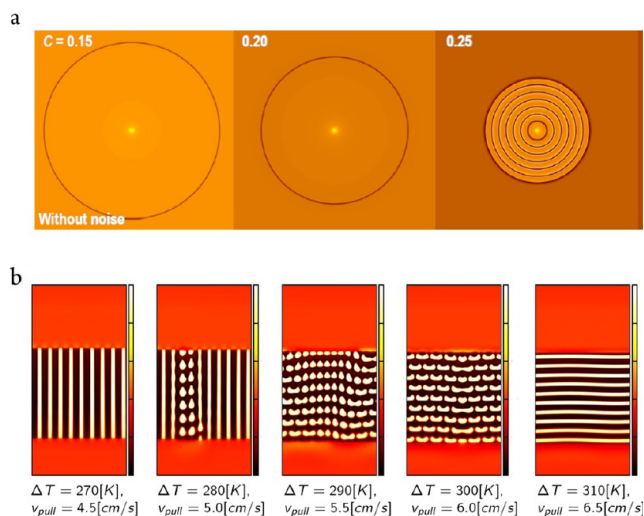 a
C = 0.15 0.20 0.25
Without noise
b
ΔT = 270[K], ΔT = 280[K], ΔT = 290[K], ΔT = 300[K], ΔT = 310[K],
v_pull = 4.5[cm/s] v_pull = 5.0[cm/s] v_pull = 5.5[cm/s] v_pull = 6.0[cm/s] v_pull = 6.5[cm/s]